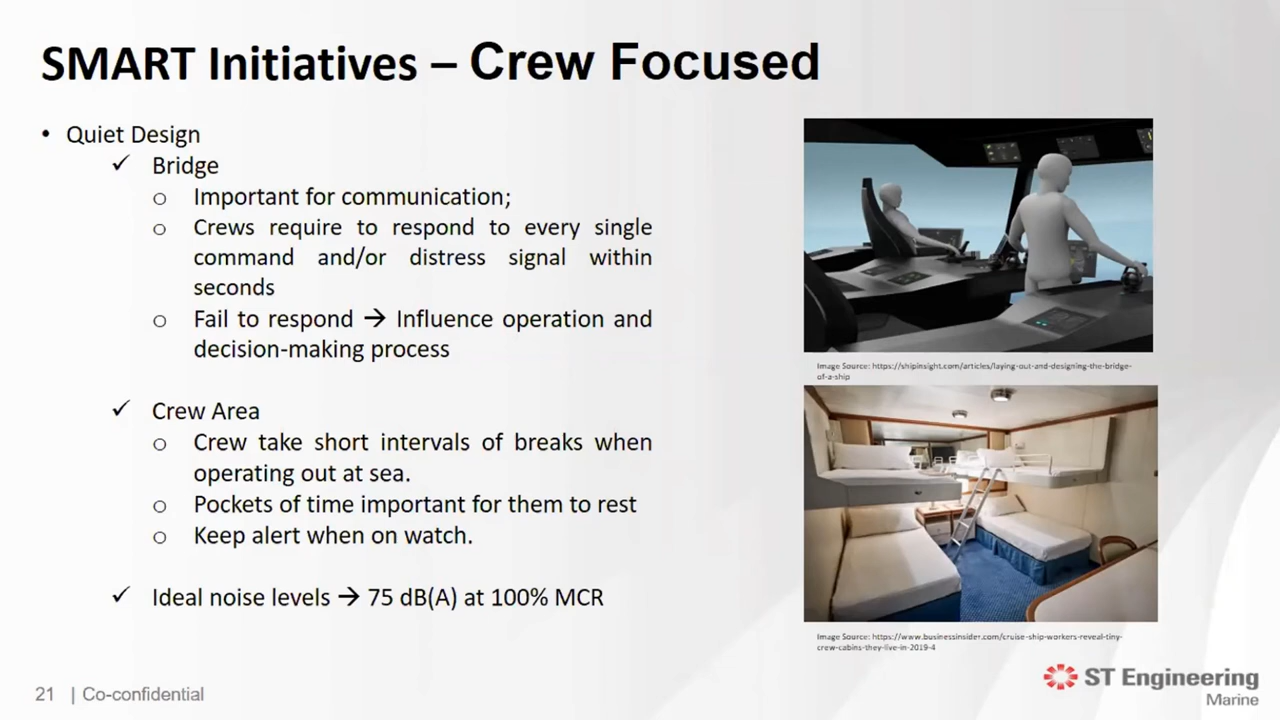 SMART Initiatives – Crew Focused
• Quiet Design
✓ Bridge
o Important for communication;
o Crews require to respond to every single
command and/or distress signal within
seconds
o Fail to respond → Influence operation and
decision-making process
✓ Crew Area
o Crew take short intervals of breaks when
operating out at sea.
o Pockets of time important for them to rest
o Keep alert when on watch.
✓ Ideal noise levels → 75 dB(A) at 100% MCR
Image Source: https://shipinsight.com/articles/laying-out-and-designing-the-bridge-
of-a-ship
Image Source: https://www.businessinsider.com/cruise-ship-workers-reveal-tiny-
crew-cabins-they-live-in-2019-4
21 | Co-confidential
ST Engineering
Marine